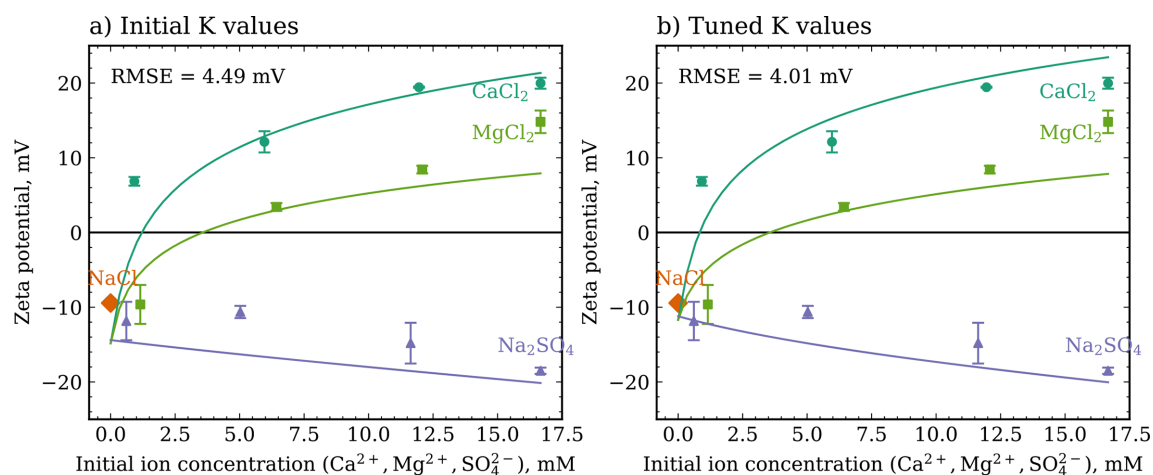 a) Initial K values
RMSE = 4.49 mV
CaCl₂
MgCl₂
NaCl
Na₂SO₄
20
10
0
−10
−20
Zeta potential, mV
0.0 2.5 5.0 7.5 10.0 12.5 15.0 17.5
Initial ion concentration (Ca²⁺, Mg²⁺, SO₄²⁻), mM
b) Tuned K values
RMSE = 4.01 mV
CaCl₂
MgCl₂
NaCl
Na₂SO₄
20
10
0
−10
−20
Zeta potential, mV
0.0 2.5 5.0 7.5 10.0 12.5 15.0 17.5
Initial ion concentration (Ca²⁺, Mg²⁺, SO₄²⁻), mM